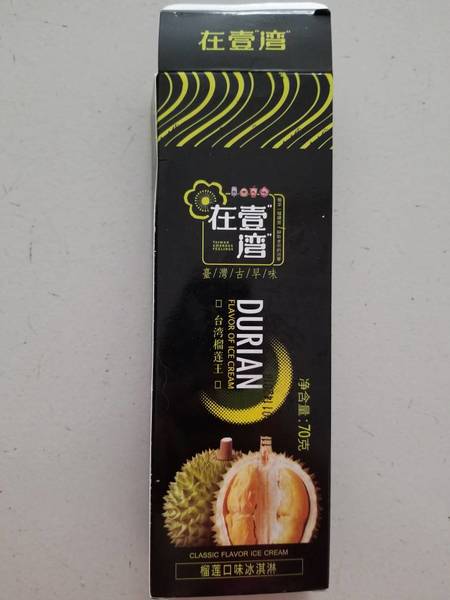 在壹"湾"
在壹"
湾"
TAIWAN
EMBRACE
FEELINGS
臺/灣/古/早/味
DURIAN
FLAVOR OF ICE CREAM
台湾榴莲王
净含量:70克
CLASSIC FLAVOR ICE CREAM
榴莲口味冰淇淋